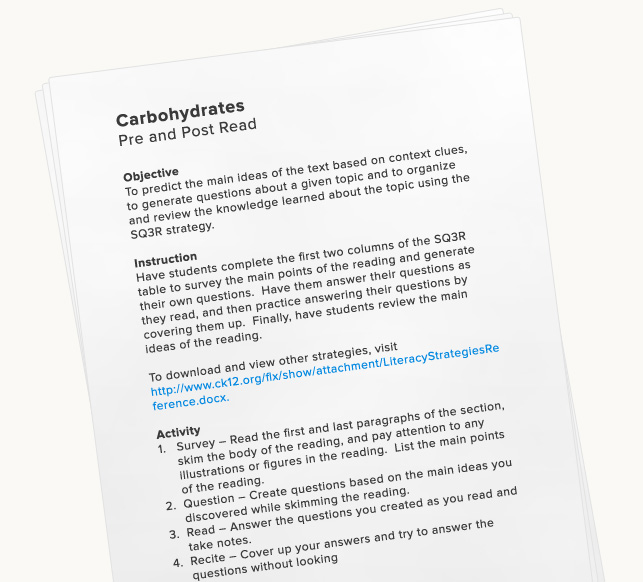 Carbohydrates
Pre and Post Read
Objective
To predict the main ideas of the text based on context clues,
to generate questions about a given topic and to organize
and review the knowledge learned about the topic using the
SQ3R strategy.
Instruction
Have students complete the first two columns of the SQ3R
table to survey the main points of the reading and generate
their own questions.  Have them answer their questions as
they read, and then practice answering their questions by
covering them up.  Finally, have students review the main
ideas of the reading.
To download and view other strategies, visit
http://www.ck12.org/flx/show/attachment/LiteracyStrategiesRe
ference.docx.
Activity
1. Survey – Read the first and last paragraphs of the section,
skim the body of the reading, and pay attention to any
illustrations or figures in the reading.  List the main points
of the reading.
2. Question – Create questions based on the main ideas you
discovered while skimming the reading.
3. Read – Answer the questions you created as you read and
take notes.
4. Recite – Cover up your answers and try to answer the
questions without looking